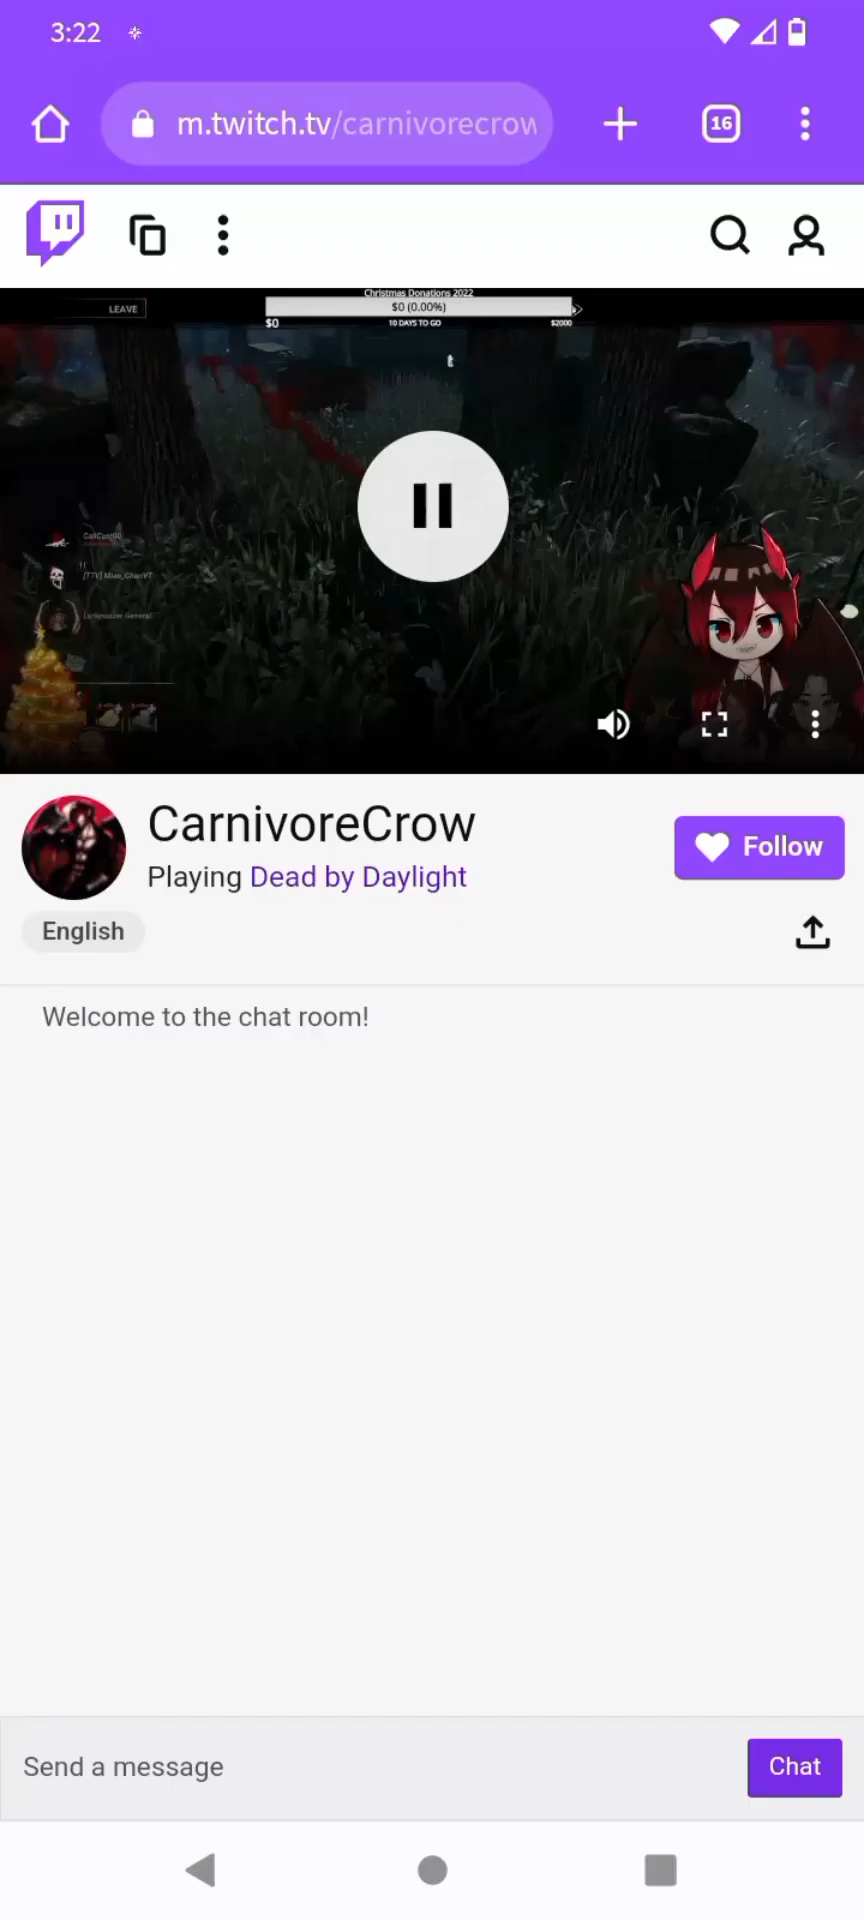 3:22
m.twitch.tv/carnivorecrow
16
Christmas Donations 2022
LEAVE
$0 (0.00%)
$0
10 DAYS TO GO
$2000
t
CarnivoreCrow
Playing Dead by Daylight
Follow
English
Welcome to the chat room!
Send a message
Chat